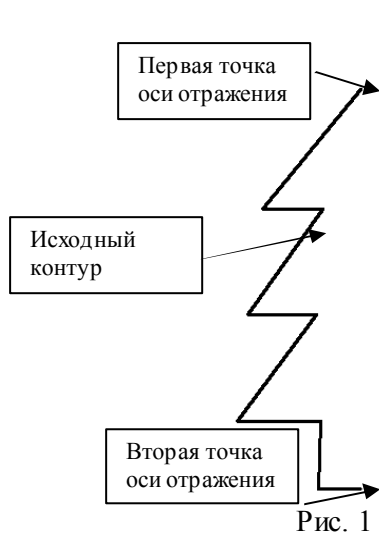 Первая точка
оси отражения
Исходный
контур
Вторая точка
оси отражения
Рис. 1